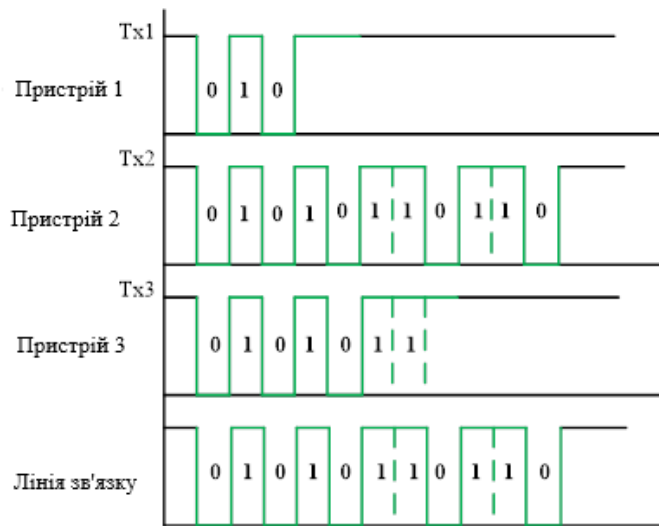 Tx1
Пристрій 1
0 1 0
Tx2
Пристрій 2
0 1 0 1 0 1 1 0 1 1 0
Tx3
Пристрій 3
0 1 0 1 0 1 1
Лінія зв'язку
0 1 0 1 0 1 1 0 1 1 0